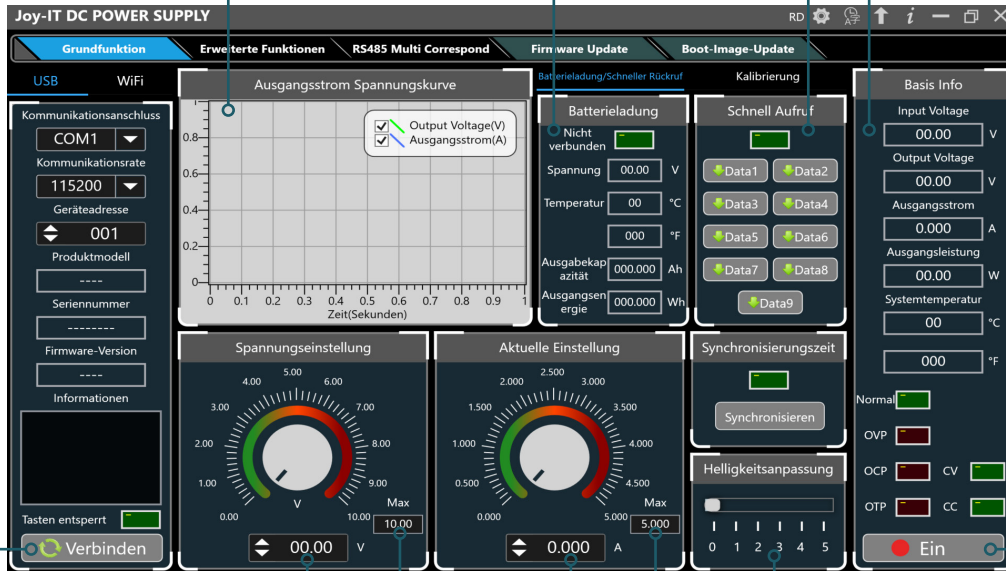 Joy-IT DC POWER SUPPLY
RD
Grundfunktion
Erweiterte Funktionen
RS485 Multi Correspond
Firmware Update
Boot-Image-Update
USB
WiFi
Kommunikationsanschluss
COM1
Kommunikationsrate
115200
Geräteadresse
001
Produktmodell
----
Seriennummer
--------
Firmware-Version
----
Informationen
Tasten entsperrt
Verbinden
Ausgangsstrom Spannungskurve
Output Voltage(V)
Ausgangsstrom(A)
1
0.8
0.6
0.4
0.2
0
0 0.1 0.2 0.3 0.4 0.5 0.6 0.7 0.8 0.9 1
Zeit(Sekunden)
Batterieladung/Schneller Rückruf
Kalibrierung
Batterieladung
Nicht
verbunden
Spannung 00.00 V
Temperatur 00 °C
000 °F
Ausgabekap
azität
000.000 Ah
Ausgangsen
ergie
000.000 Wh
Schnell Aufruf
Data1 Data2
Data3 Data4
Data5 Data6
Data7 Data8
Data9
Spannungseinstellung
0.00
1.00
2.00
3.00
4.00
5.00
6.00
7.00
8.00
9.00
10.00
V
Max
10.00
00.00 V
Aktuelle Einstellung
0.000
0.500
1.000
1.500
2.000
2.500
3.000
3.500
4.000
4.500
5.000
A
Max
5.000
0.000 A
Synchronisierungszeit
Synchronisieren
Helligkeitsanpassung
0 1 2 3 4 5
Basis Info
Input Voltage
00.00 V
Output Voltage
00.00 V
Ausgangsstrom
0.000 A
Ausgangsleistung
00.00 W
Systemtemperatur
00 °C
000 °F
Normal
OVP
OCP CV
OTP CC
Ein